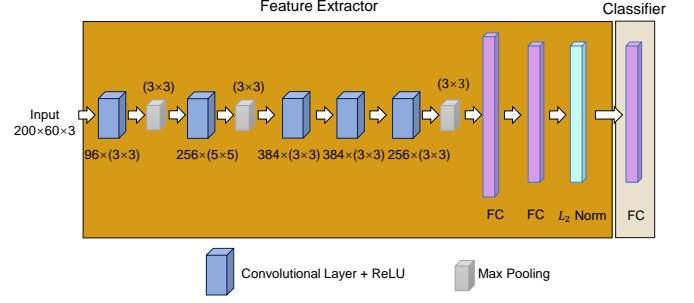 Feature Extractor
Classifier
(3×3)
(3×3)
(3×3)
Input
200×60×3
96×(3×3)
256×(5×5)
384×(3×3)
384×(3×3)
256×(3×3)
FC
FC
L₂ Norm
FC
Convolutional Layer + ReLU
Max Pooling